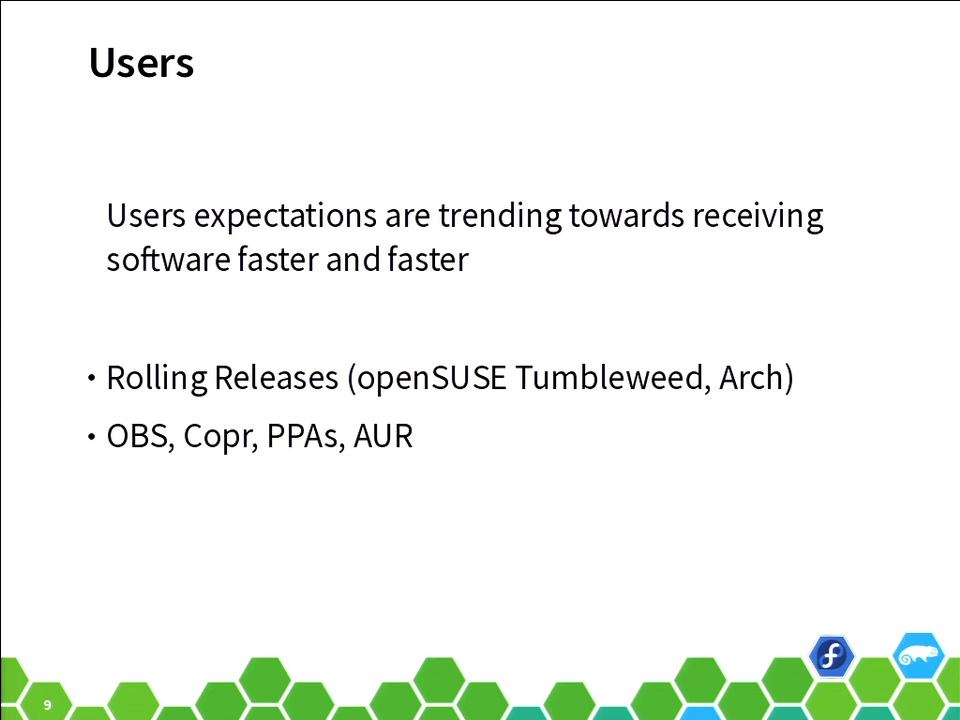 Users
Users expectations are trending towards receiving
software faster and faster
• Rolling Releases (openSUSE Tumbleweed, Arch)
• OBS, Copr, PPAs, AUR
9